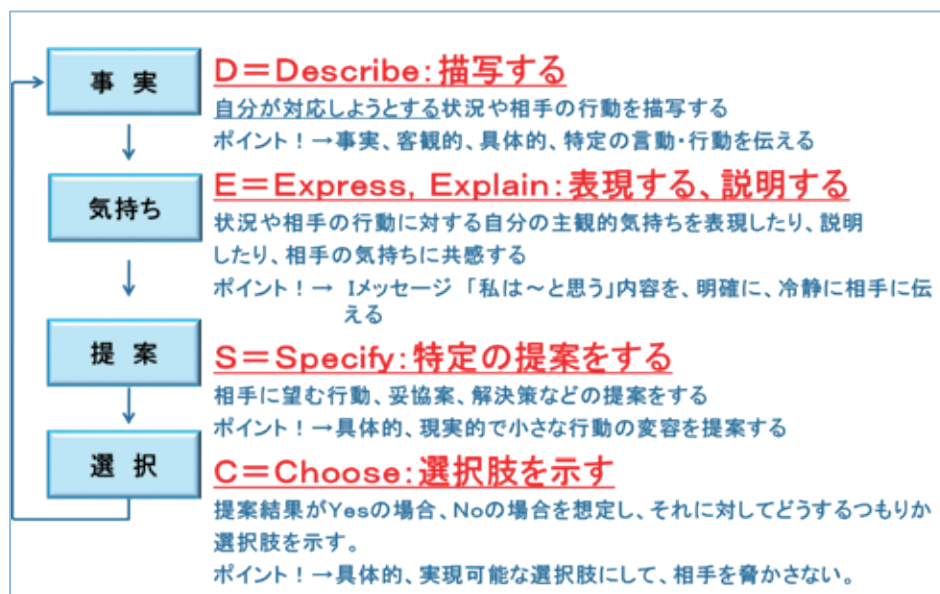 事 実
D＝Describe：描写する
自分が対応しようとする状況や相手の行動を描写する
ポイント！→事実、客観的、具体的、特定の言動・行動を伝える
気持ち
E＝Express, Explain：表現する、説明する
状況や相手の行動に対する自分の主観的気持ちを表現したり、説明
したり、相手の気持ちに共感する
ポイント！→ Iメッセージ 「私は～と思う」内容を、明確に、冷静に相手に伝
える
提 案
S＝Specify：特定の提案をする
相手に望む行動、妥協案、解決策などの提案をする
ポイント！→具体的、現実的で小さな行動の変容を提案する
選 択
C＝Choose：選択肢を示す
提案結果がYesの場合、Noの場合を想定し、それに対してどうするつもりか
選択肢を示す。
ポイント！→具体的、実現可能な選択肢にして、相手を脅かさない。